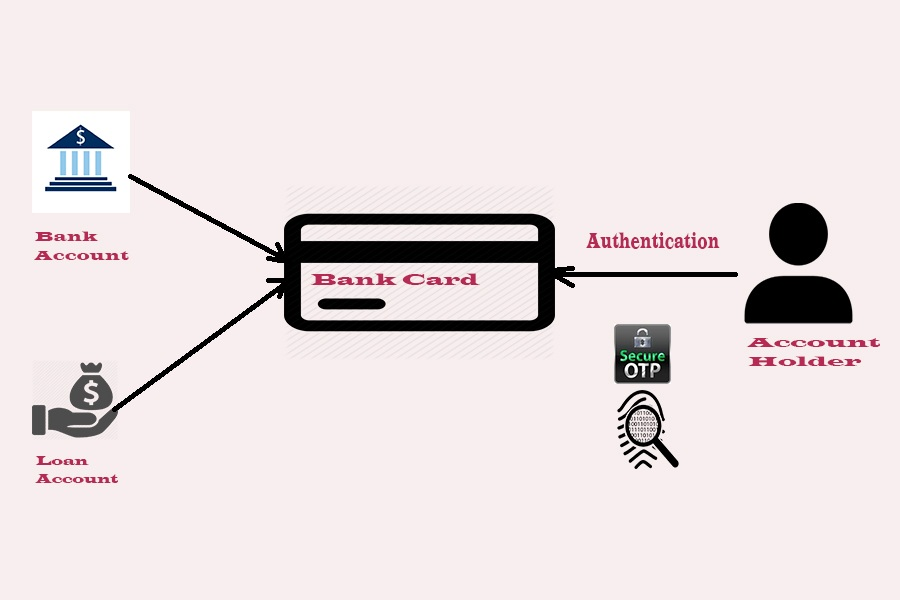 $
Bank
Account
Bank Card
Authentication
Secure
OTP
Account
Holder
$
Loan
Account